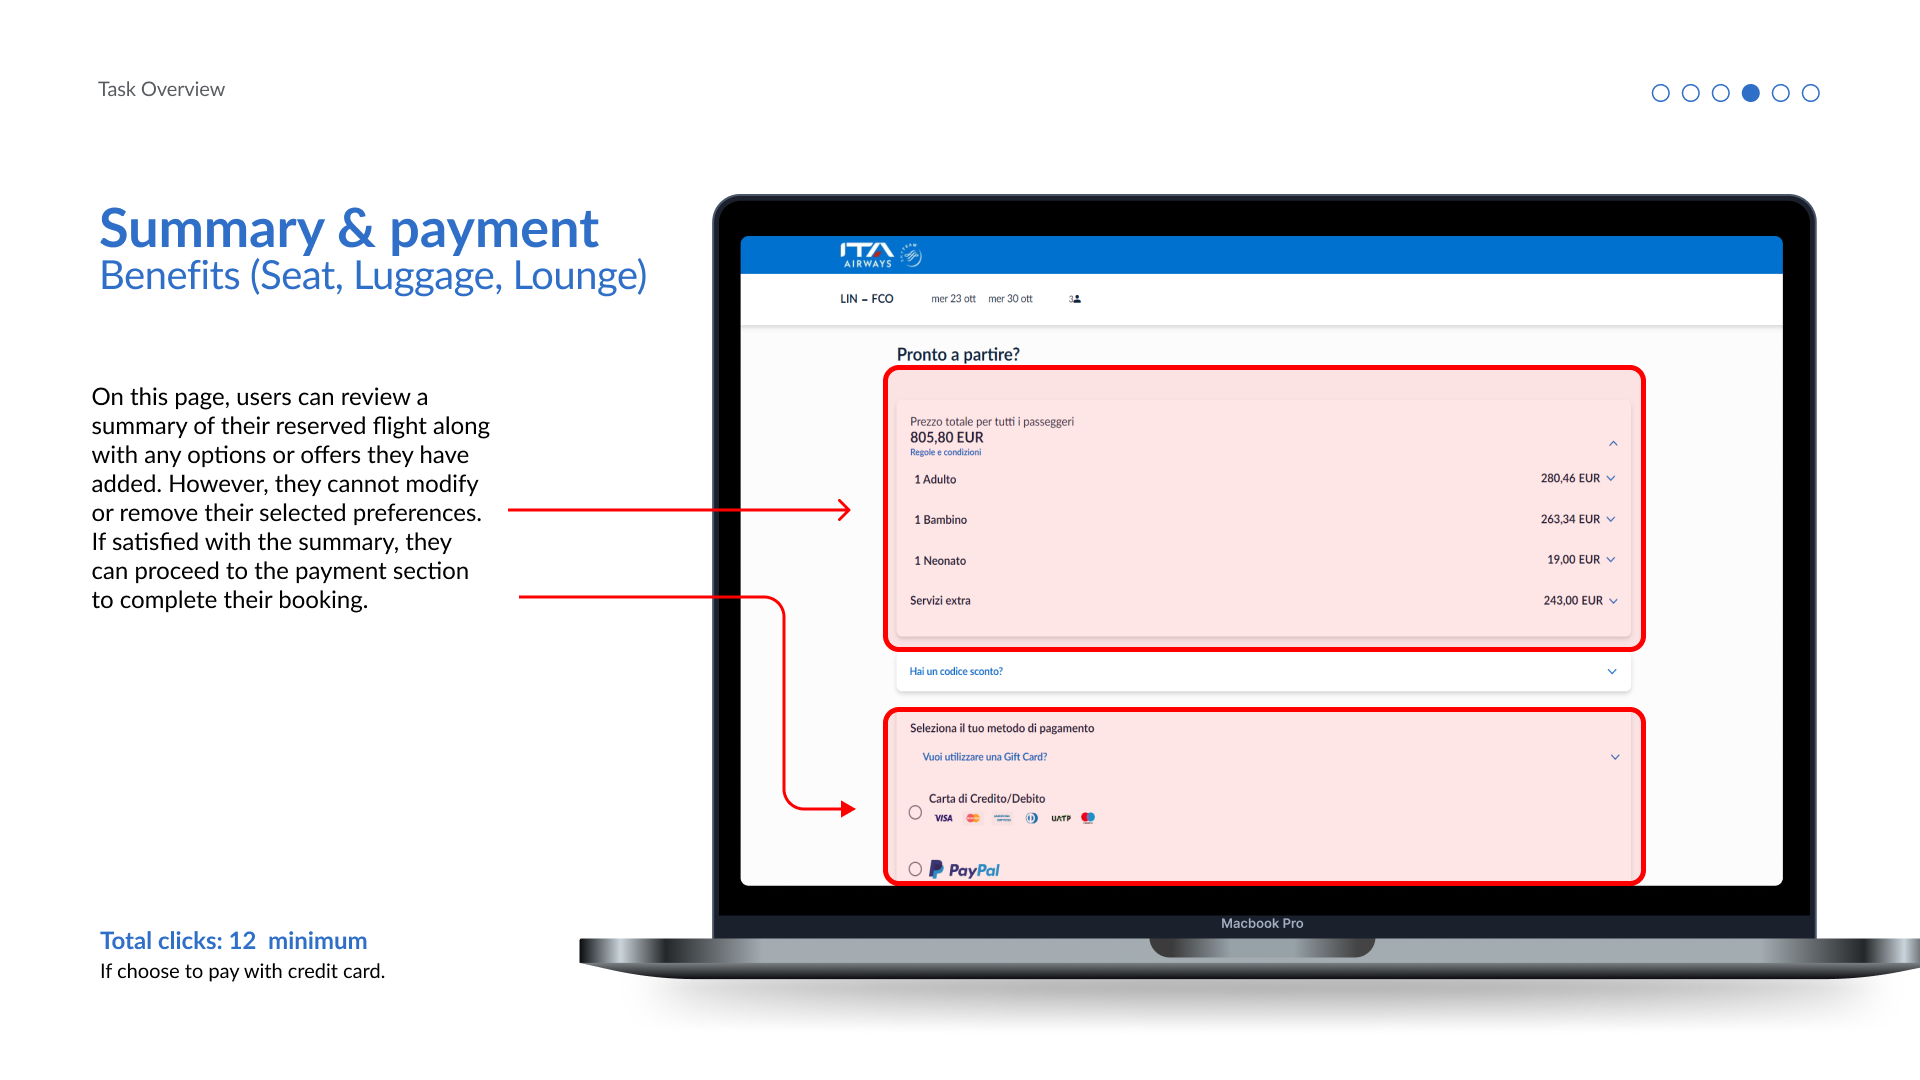 Task Overview
Summary & payment
Benefits (Seat, Luggage, Lounge)
On this page, users can review a
summary of their reserved flight along
with any options or offers they have
added. However, they cannot modify
or remove their selected preferences.
If satisfied with the summary, they
can proceed to the payment section
to complete their booking.
Total clicks: 12 minimum
If choose to pay with credit card.
ITA
AIRWAYS
LIN – FCO mer 23 ott mer 30 ott 3
Pronto a partire?
Prezzo totale per tutti i passeggeri
805,80 EUR
Regole e condizioni
1 Adulto 280,46 EUR
1 Bambino 263,34 EUR
1 Neonato 19,00 EUR
Servizi extra 243,00 EUR
Hai un codice sconto?
Seleziona il tuo metodo di pagamento
Vuoi utilizzare una Gift Card?
Carta di Credito/Debito
VISA UATP
PayPal
Macbook Pro